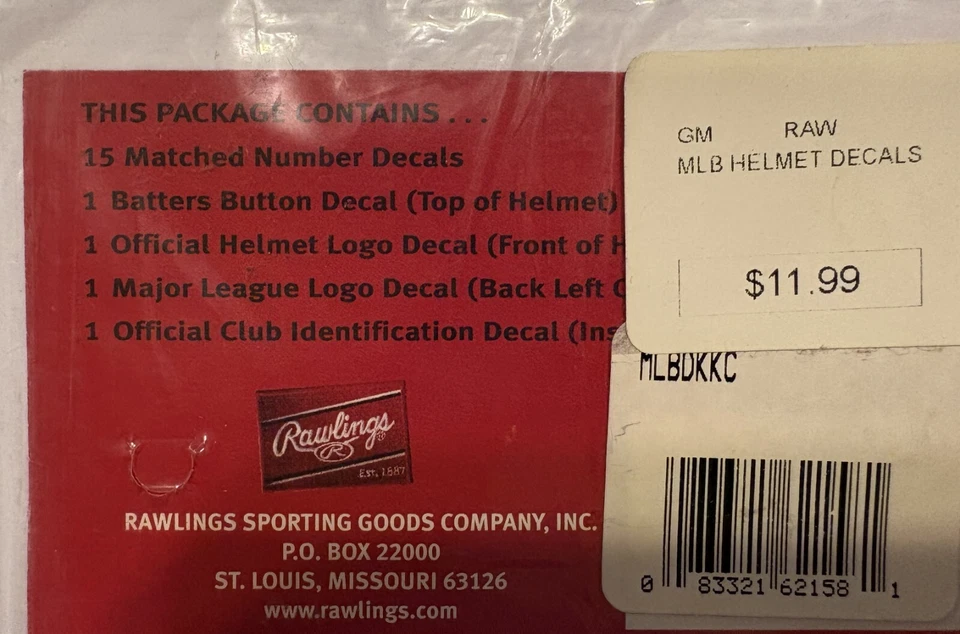 THIS PACKAGE CONTAINS . . .
15 Matched Number Decals
1 Batters Button Decal (Top of Helmet)
1 Official Helmet Logo Decal (Front of H
1 Major League Logo Decal (Back Left
1 Official Club Identification Decal (Ins
Rawlings®
R
EST. 1887
RAWLINGS SPORTING GOODS COMPANY, INC.
P.O. BOX 22000
ST. LOUIS, MISSOURI 63126
www.rawlings.com
GM RAW
MLB HELMET DECALS
$11.99
MLBDKKC
0 83321 62158 1